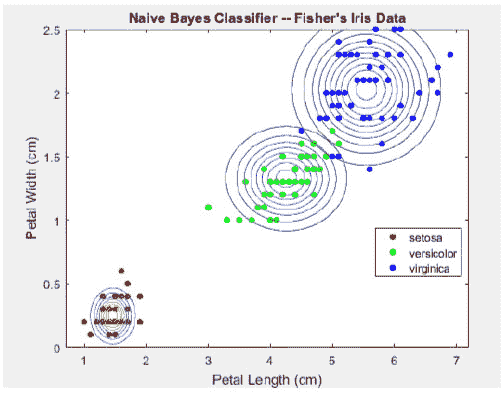 Naive Bayes Classifier -- Fisher's Iris Data
2.5
2
1.5
1
0.5
0
Petal Width (cm)
setosa
versicolor
virginica
1 2 3 4 5 6 7
Petal Length (cm)